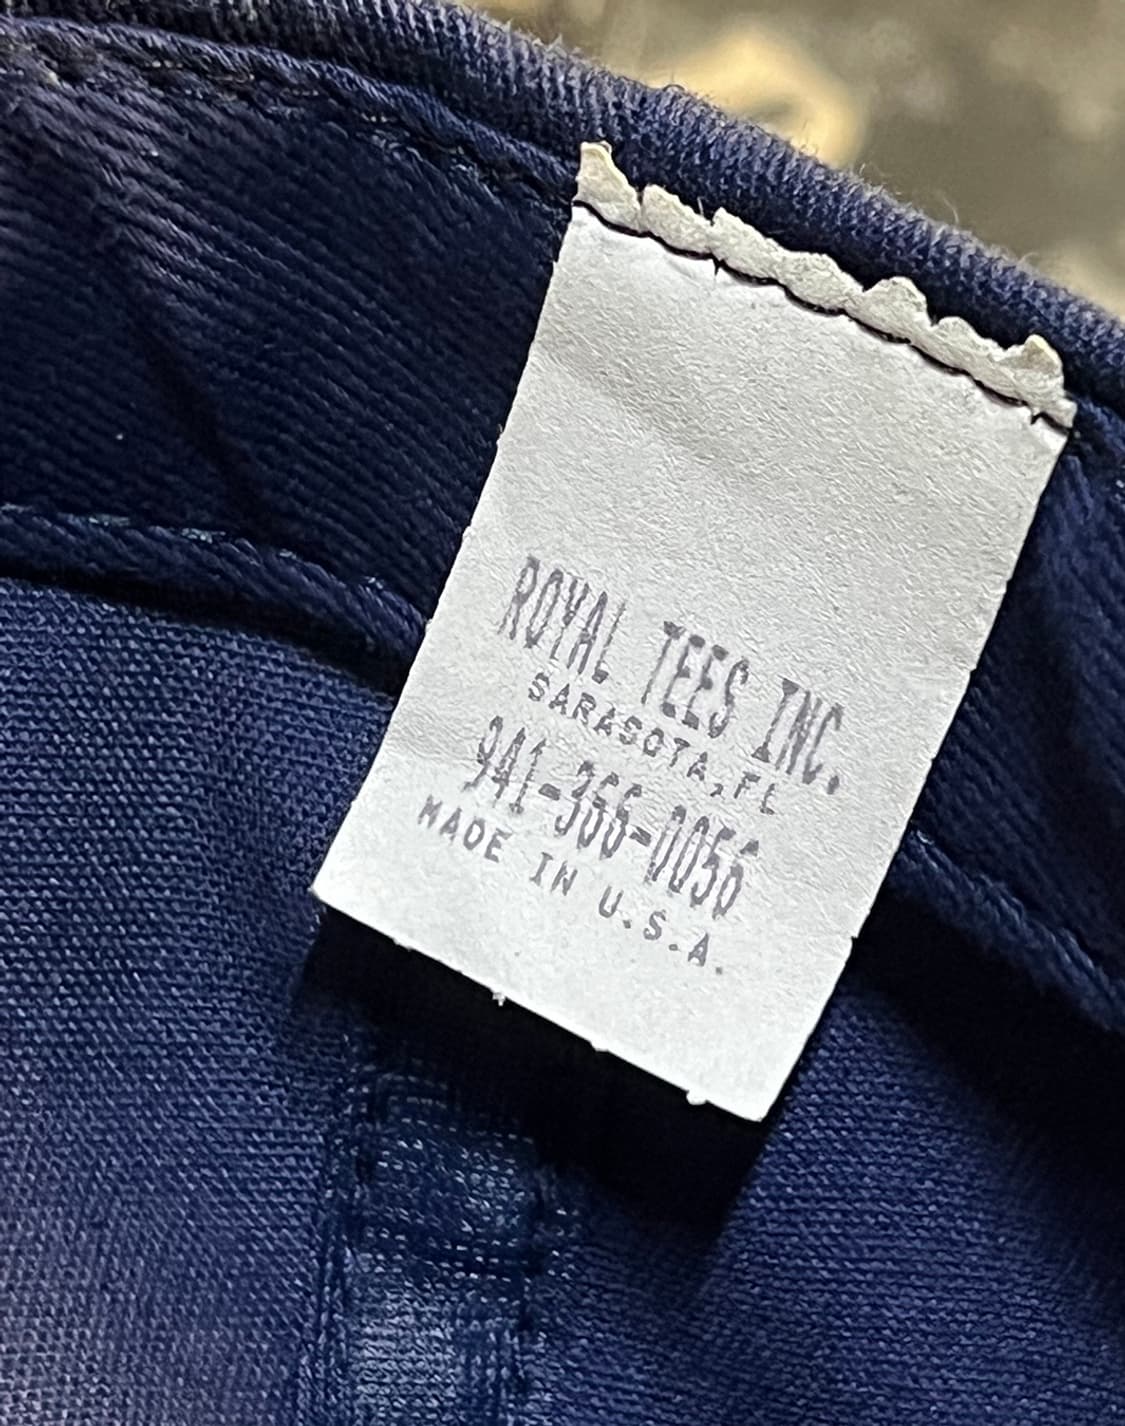 ROYAL TEES INC.
SARASOTA, FL
941-366-0056
MADE IN U.S.A.